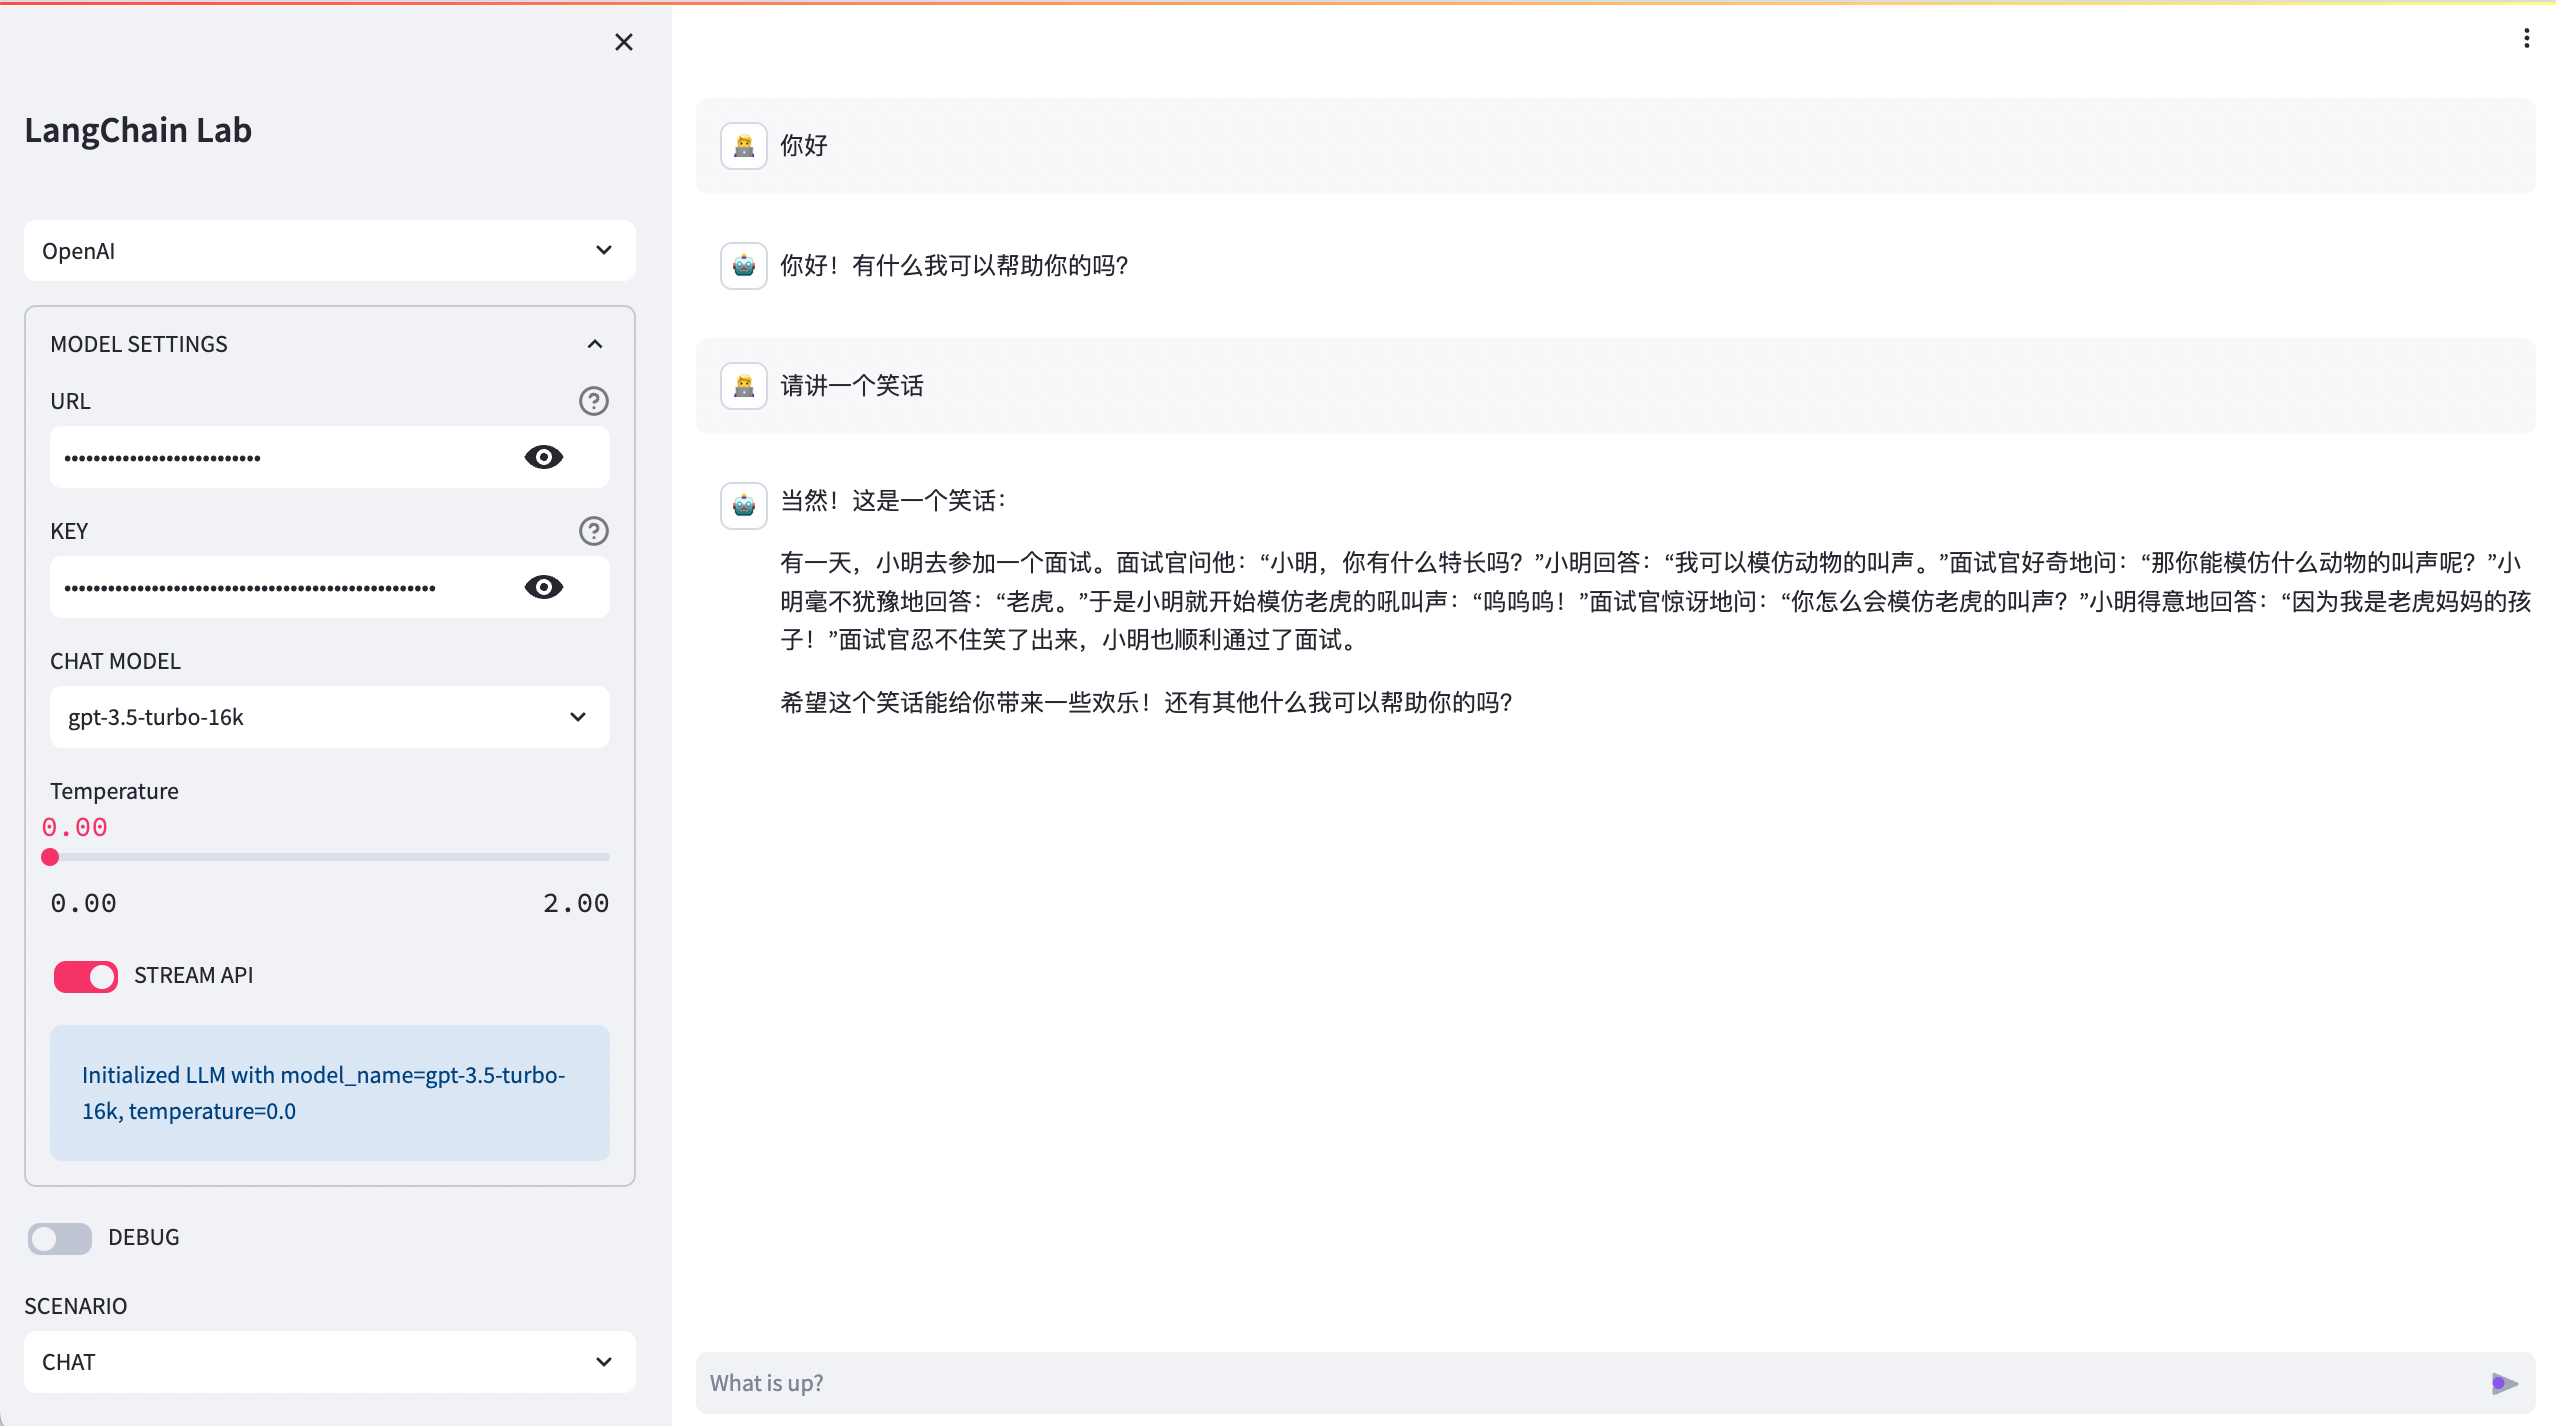 LangChain Lab
OpenAI
MODEL SETTINGS
URL
KEY
CHAT MODEL
gpt-3.5-turbo-16k
Temperature
0.00
0.00 2.00
STREAM API
Initialized LLM with model_name=gpt-3.5-turbo-
16k, temperature=0.0
DEBUG
SCENARIO
CHAT
你好
你好！有什么我可以帮助你的吗？
请讲一个笑话
当然！这是一个笑话：
有一天，小明去参加一个面试。面试官问他：“小明，你有什么特长吗？”小明回答：“我可以模仿动物的叫声。”面试官好奇地问：“那你能模仿什么动物的叫声呢？”小
明毫不犹豫地回答：“老虎。”于是小明就开始模仿老虎的吼叫声：“呜呜呜！”面试官惊讶地问：“你怎么会模仿老虎的叫声？”小明得意地回答：“因为我是老虎妈妈的孩
子！”面试官忍不住笑了出来，小明也顺利通过了面试。
希望这个笑话能给你带来一些欢乐！还有其他什么我可以帮助你的吗？
What is up?